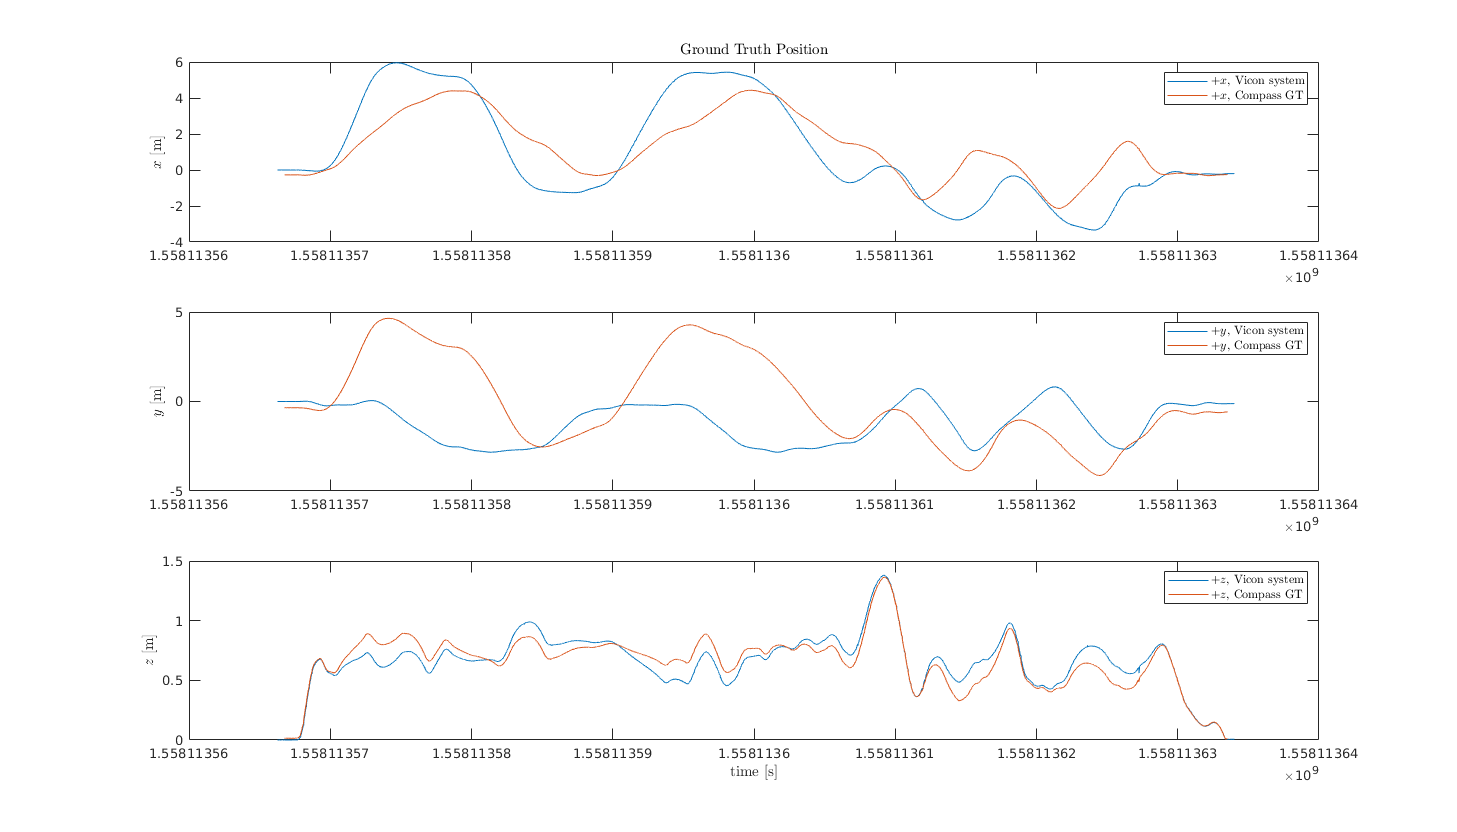 Ground Truth Position
6
4
2
0
-2
-4
x [m]
+x, Vicon system
+x, Compass GT
1.55811356 1.55811357 1.55811358 1.55811359 1.5581136 1.55811361 1.55811362 1.55811363 1.55811364
×10^9
5
0
-5
y [m]
+y, Vicon system
+y, Compass GT
1.55811356 1.55811357 1.55811358 1.55811359 1.5581136 1.55811361 1.55811362 1.55811363 1.55811364
×10^9
1.5
1
0.5
0
z [m]
+z, Vicon system
+z, Compass GT
1.55811356 1.55811357 1.55811358 1.55811359 1.5581136 1.55811361 1.55811362 1.55811363 1.55811364
time [s]
×10^9